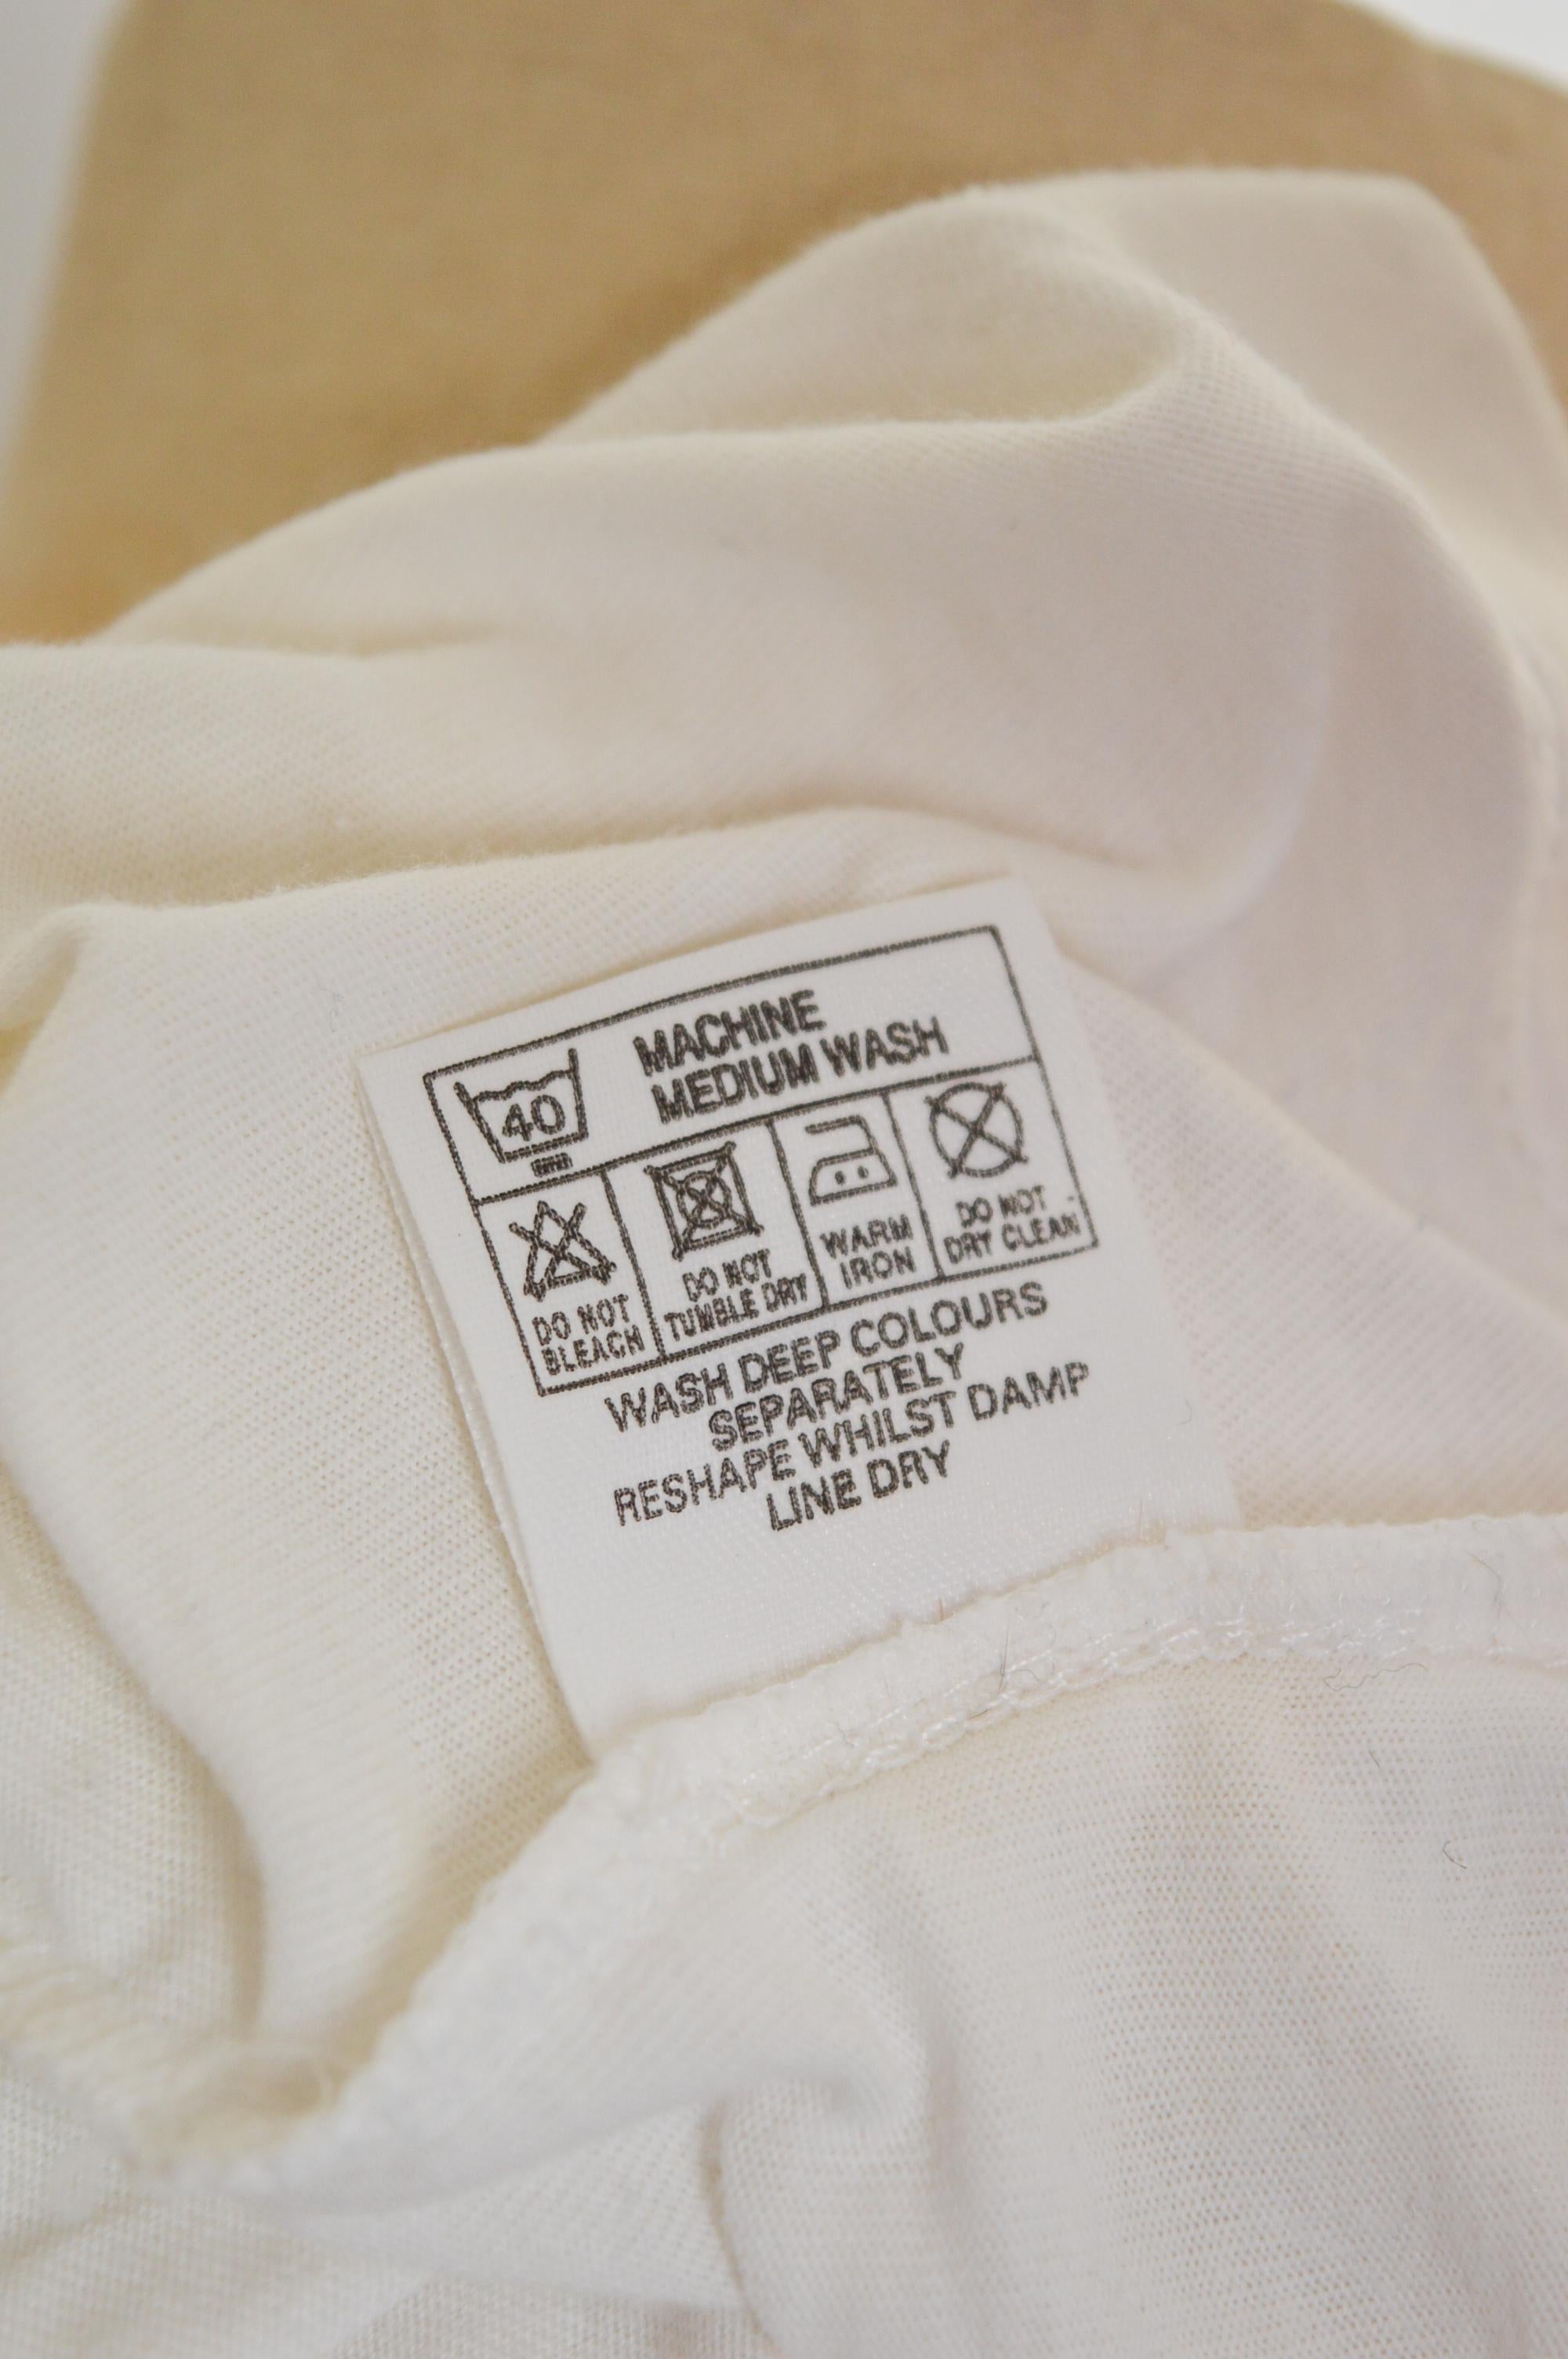 40
MACHINE
MEDIUM WASH
DO NOT
BLEACH
DO NOT
TUMBLE DRY
WARM
IRON
DO NOT
DRY CLEAN
WASH DEEP COLOURS
SEPARATELY
RESHAPE WHILST DAMP
LINE DRY